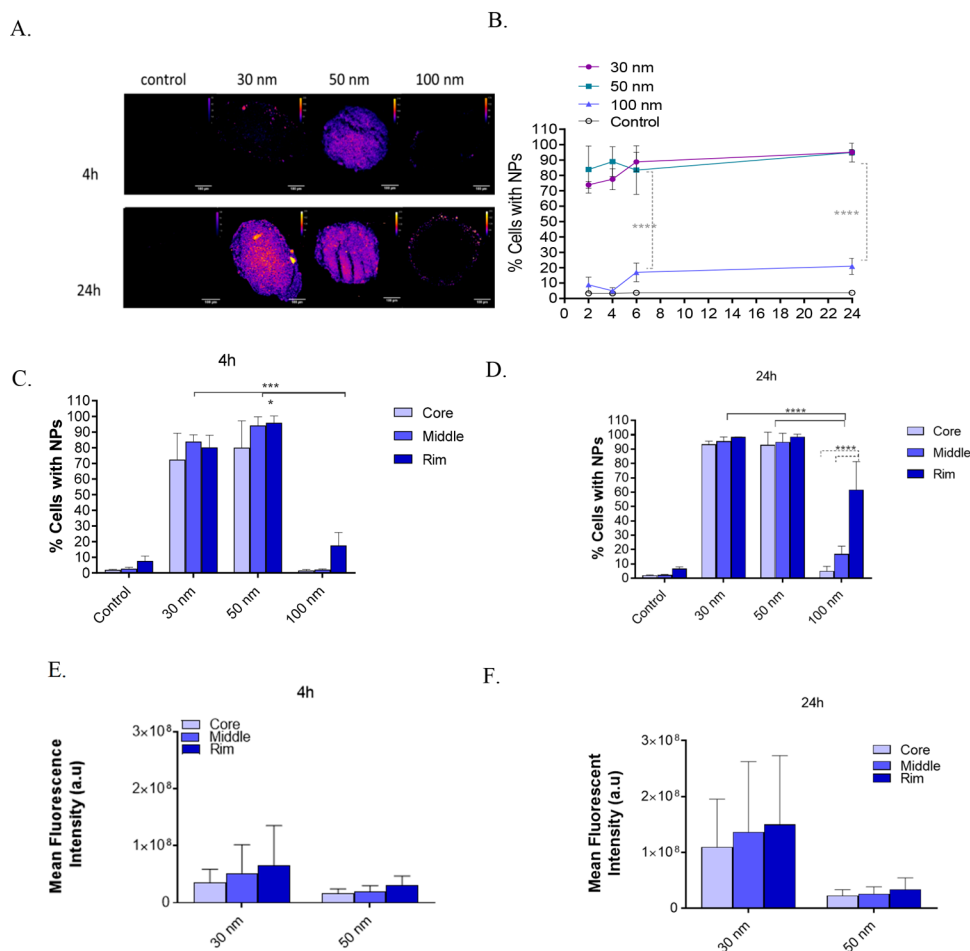 A.
control 30 nm 50 nm 100 nm
4h
100 µm 100 µm 100 µm
24h
B.
30 nm
50 nm
100 nm
Control
% Cells with NPs
110
100
90
80
70
60
50
40
30
20
10
0
****
****
0 2 4 6 8 10 12 14 16 18 20 22 24
C.
4h
% Cells with NPs
110
100
90
80
70
60
50
40
30
20
10
0
***
*
Core
Middle
Rim
Control 30 nm 50 nm 100 nm
D.
24h
% Cells with NPs
110
100
90
80
70
60
50
40
30
20
10
0
****
****
Core
Middle
Rim
Control 30 nm 50 nm 100 nm
E.
4h
Mean Fluorescence
Intensity (a.u)
3×10⁸
2×10⁸
1×10⁸
0
Core
Middle
Rim
30 nm 50 nm
F.
24h
Mean Fluorescent
Intensity (a.u)
3×10⁸
2×10⁸
1×10⁸
0
Core
Middle
Rim
30 nm 50 nm